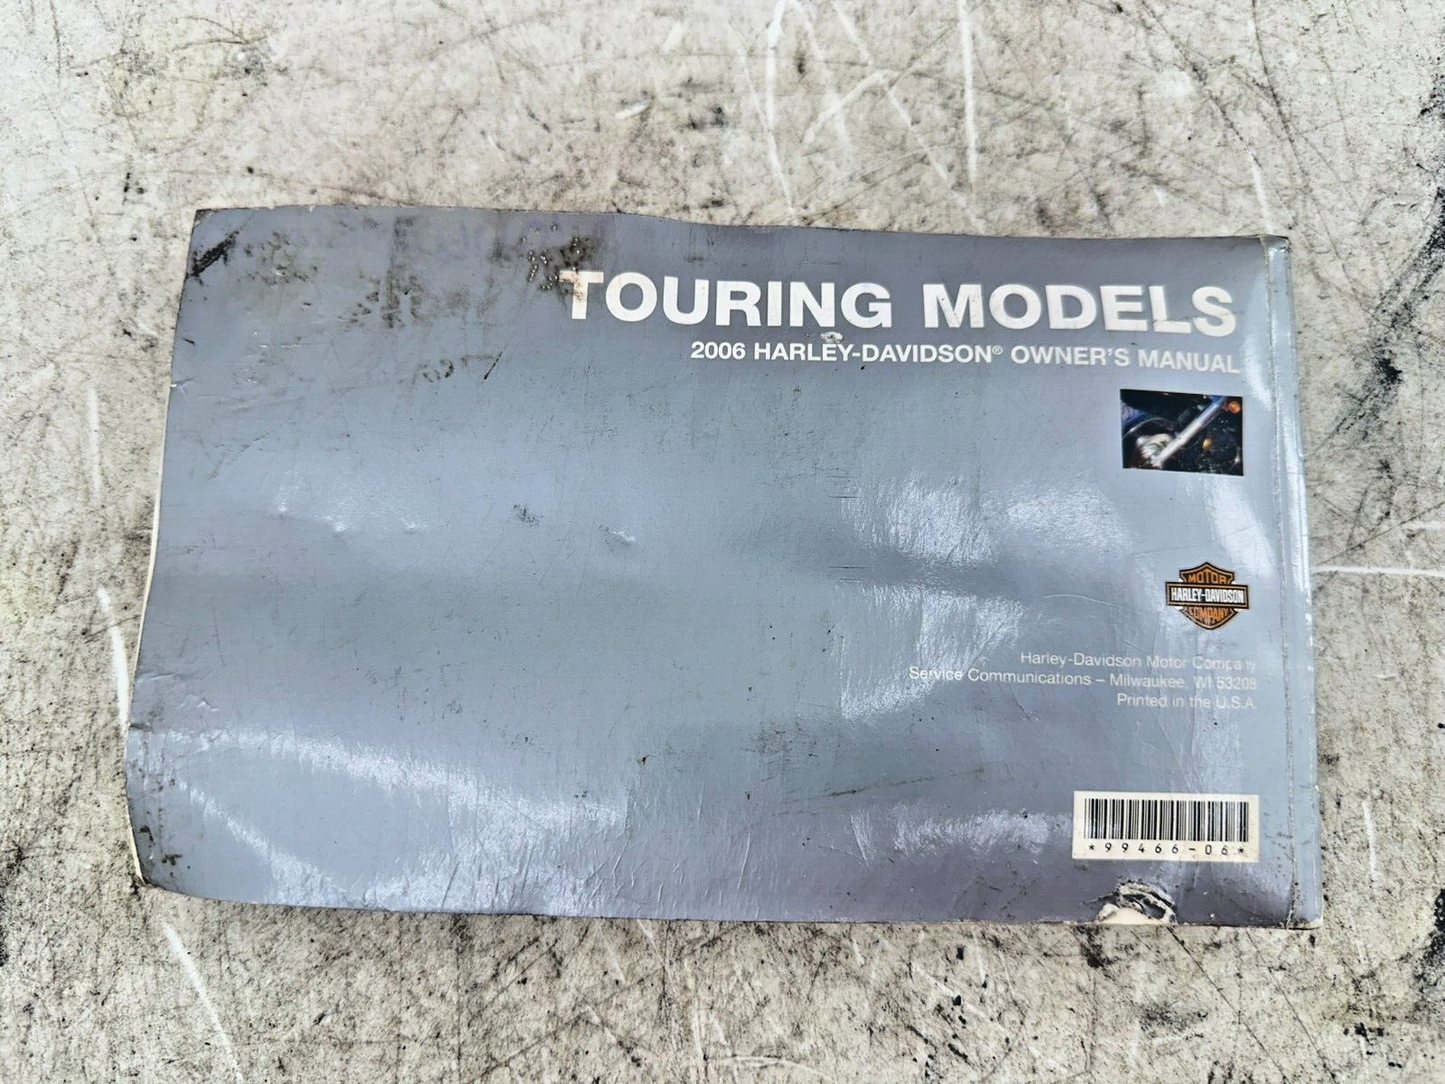 TOURING MODELS
2006 HARLEY-DAVIDSON® OWNER'S MANUAL
MOTOR
HARLEY-DAVIDSON
COMPANY
Harley-Davidson Motor Company
Service Communications – Milwaukee, WI 53208
Printed in the U.S.A.
*99466-06*